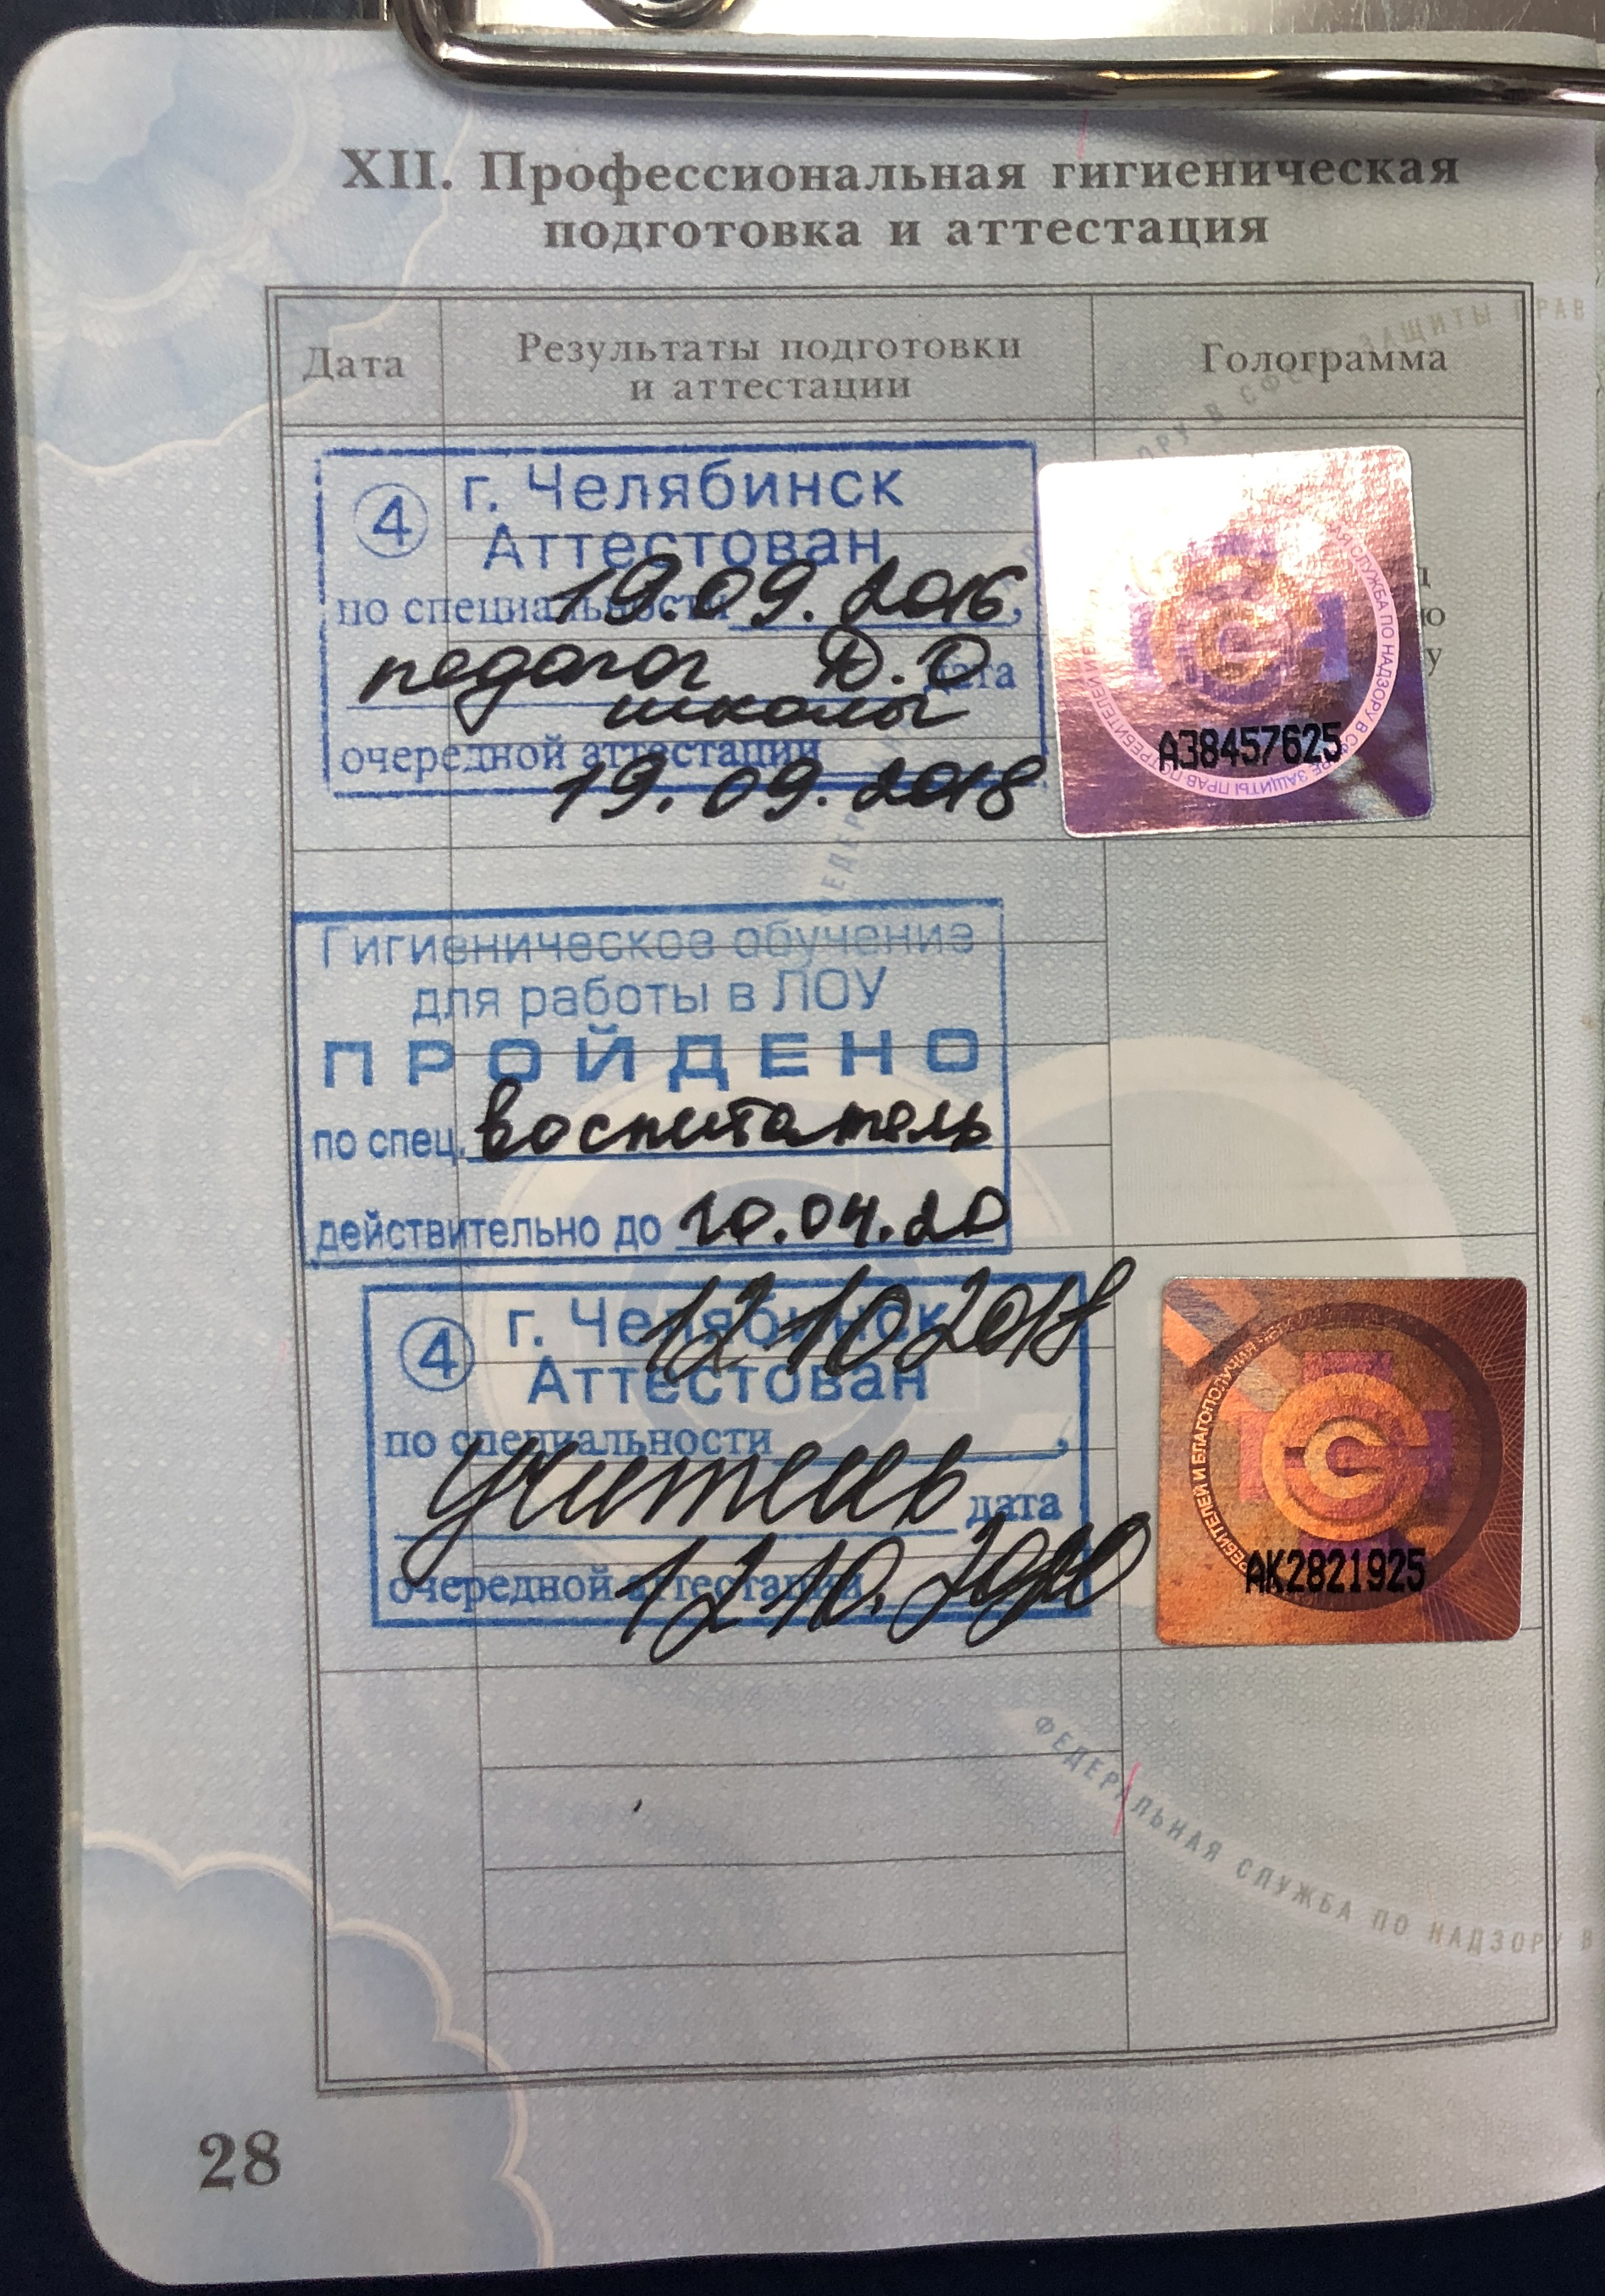 XII. Профессиональная гигиеническая
подготовка и аттестация
Дата
Результаты подготовки
и аттестации
Голограмма
4
г. Челябинск
Аттестован
по специальности 19.09.2016,
педагог Д.О дата
школы
очередной аттестации
19.09.2018
А38457625
Гигиеническое обучение
для работы в ЛОУ
ПРОЙДЕНО
по спец. воспитатель
действительно до 10.04.20
12 10 2018
4
г. Челябинск
Аттестован
по специальности ,
учитель дата
очередной аттестации 12 10. 2020
РЕБИТЕЛЕЙ И БЛАГОПОЛУЧИЯ
АК2821925
ФЕДЕРАЛЬНАЯ СЛУЖБА ПО НАДЗОРУ В
28